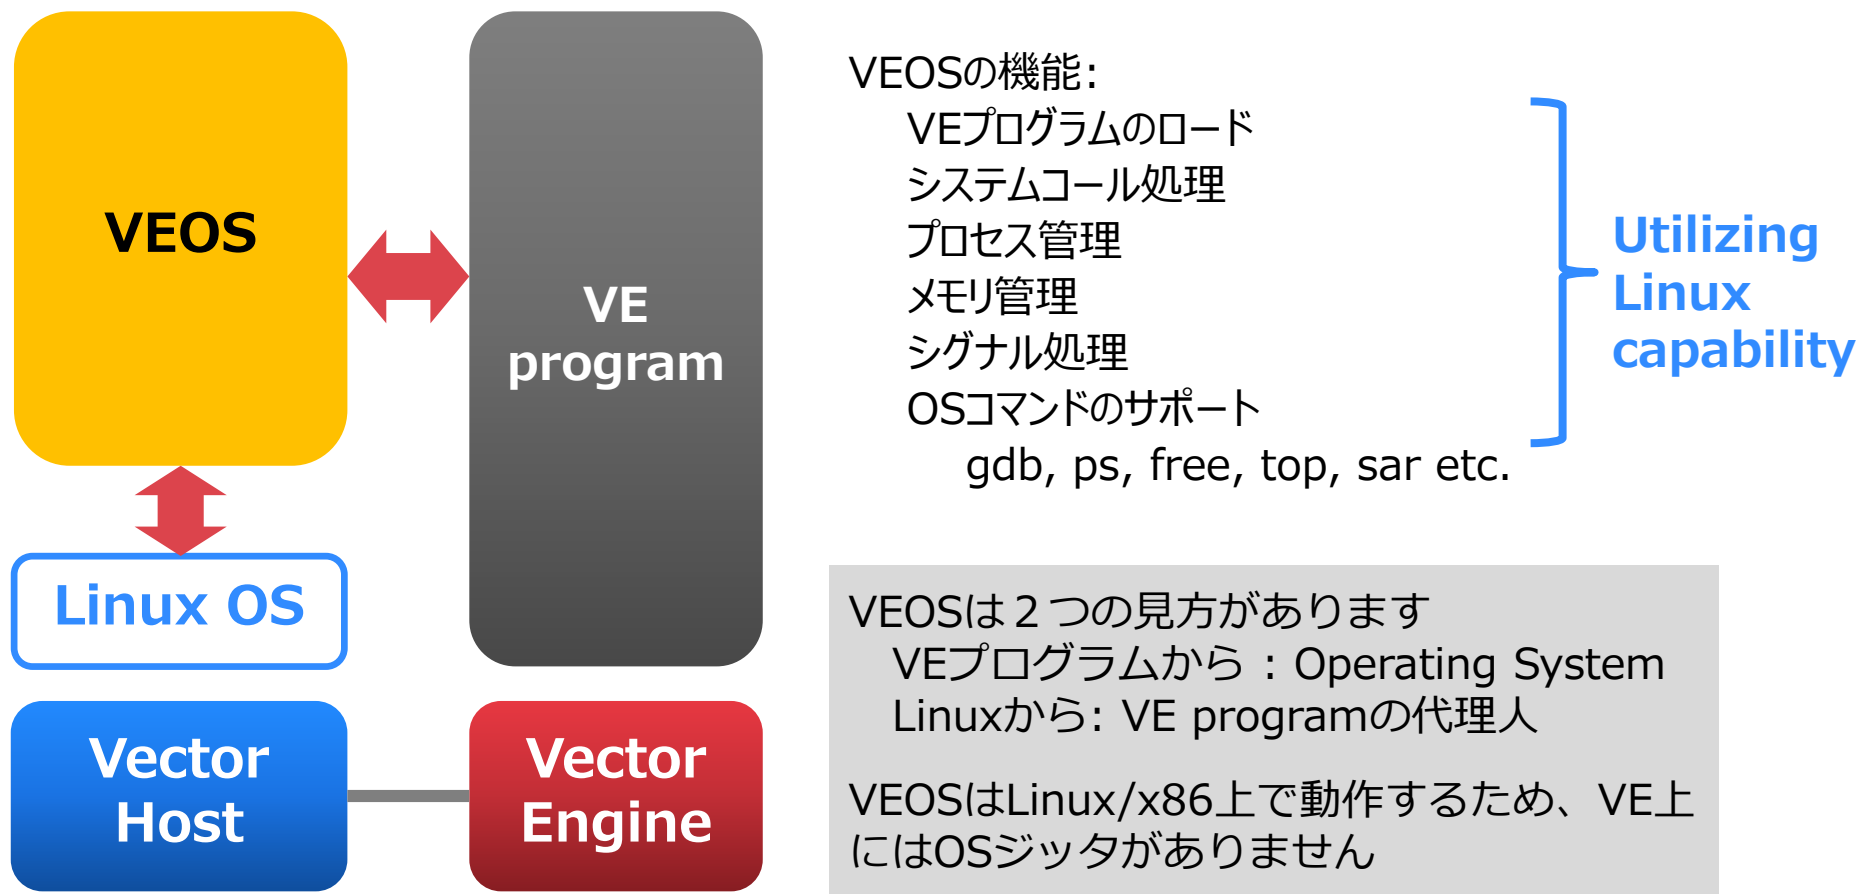 VEOS
VE
program
Linux OS
Vector
Host
Vector
Engine
VEOSの機能:
VEプログラムのロード
システムコール処理
プロセス管理
メモリ管理
シグナル処理
OSコマンドのサポート
gdb, ps, free, top, sar etc.
Utilizing
Linux
capability
VEOSは２つの見方があります
VEプログラムから : Operating System
Linuxから: VE programの代理人
VEOSはLinux/x86上で動作するため、VE上
にはOSジッタがありません